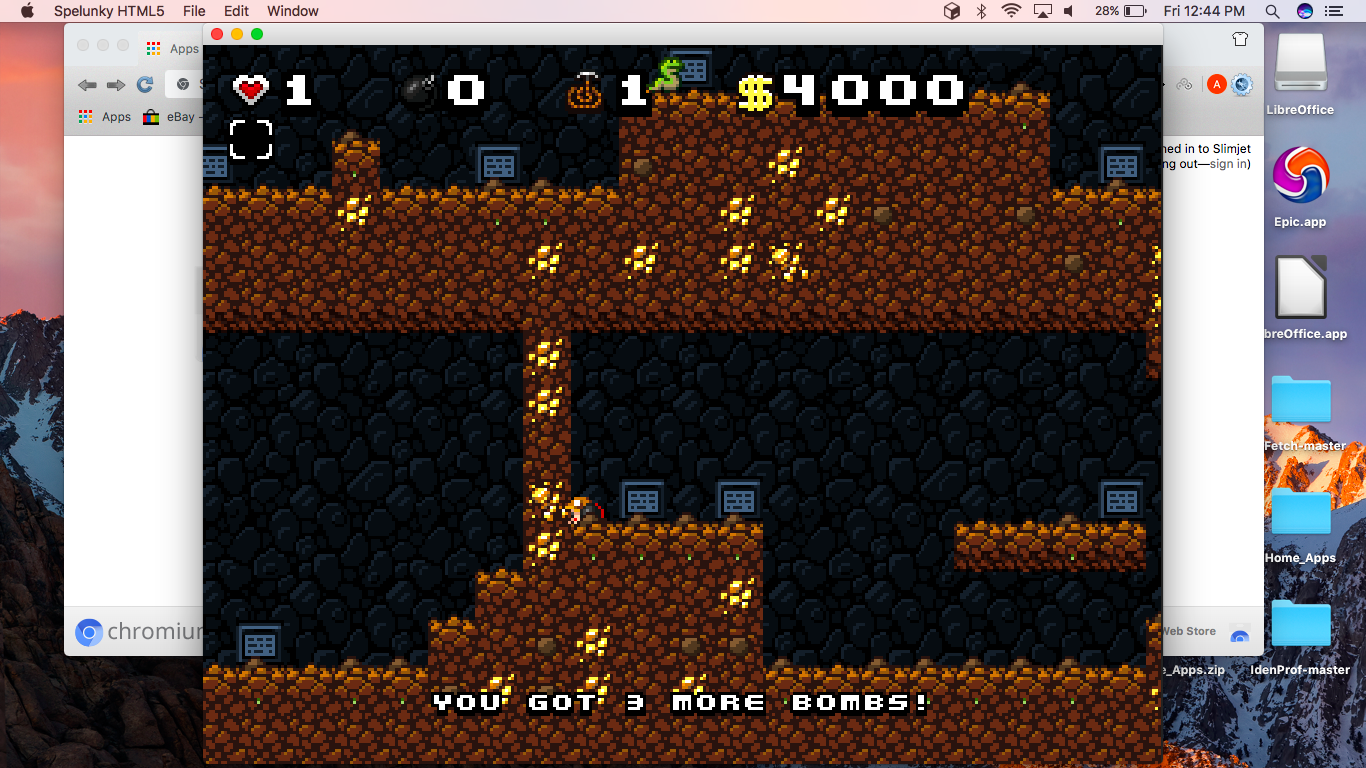 Spelunky HTML5 File Edit Window 28% Fri 12:44 PM
Apps
1 0 1 $4000
A
Apps eBay -
LibreOffice
ned in to Slimjet
ng out—sign in)
Epic.app
breOffice.app
Fetch-master
Home_Apps
chromiu
Web Store
e_Apps.zip IdenProf-master
YOU GOT 3 MORE BOMBS!